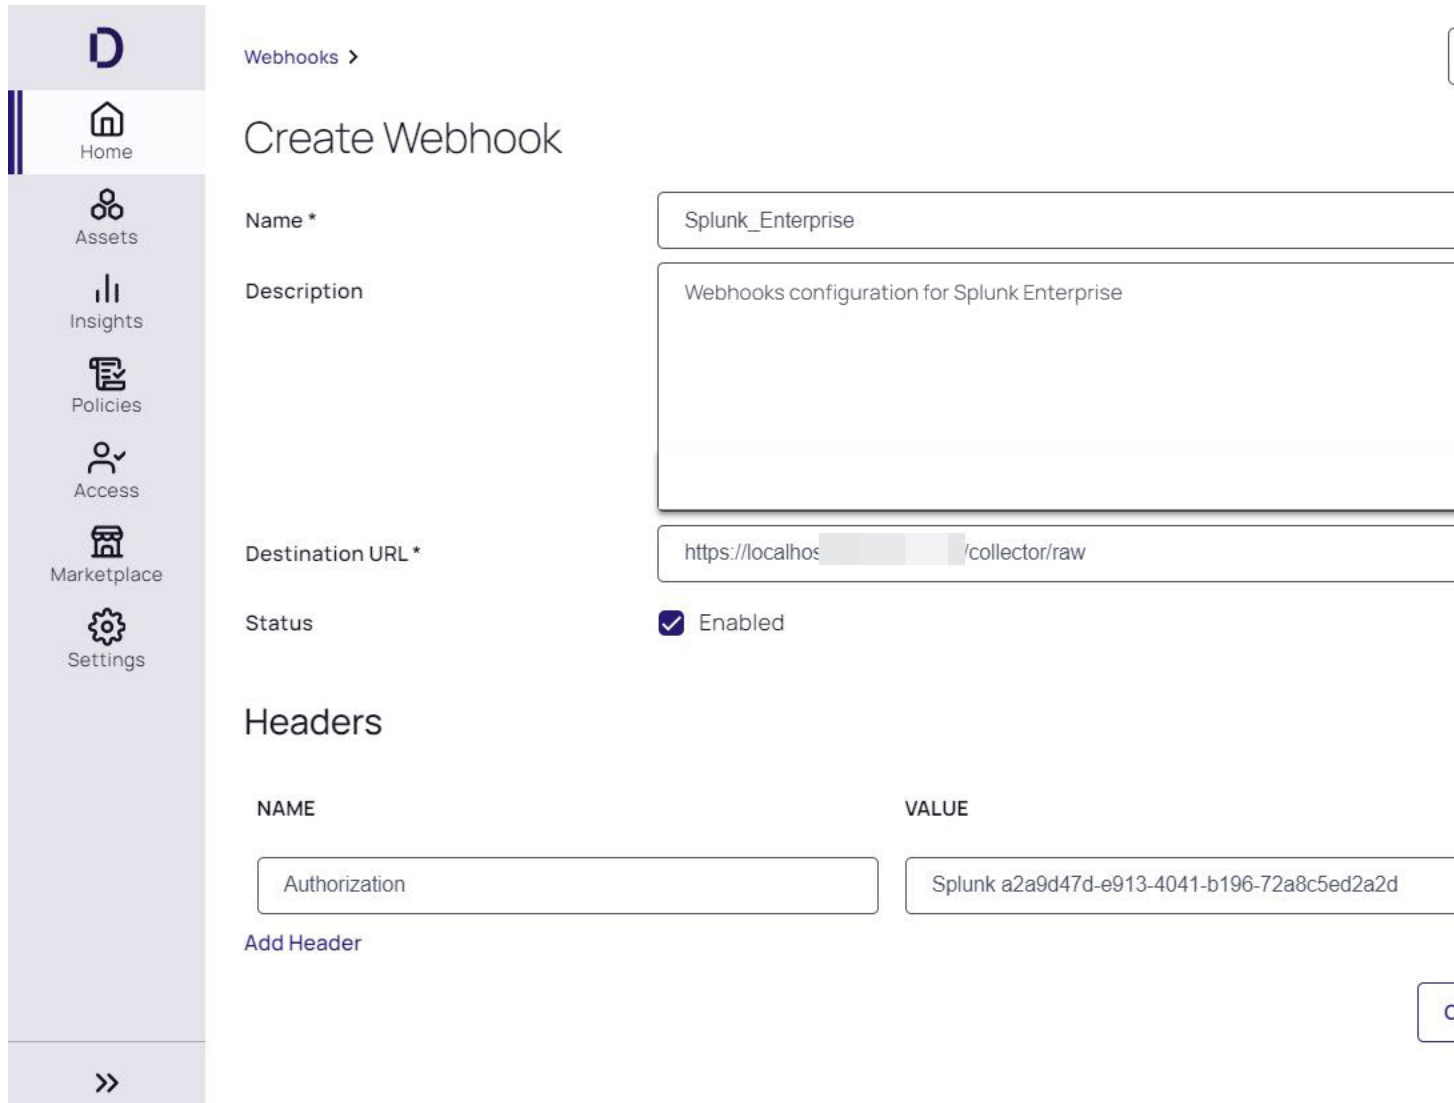 D
Home
Assets
Insights
Policies
Access
Marketplace
Settings
Webhooks
Create Webhook
Name *
Splunk_Enterprise
Description
Webhooks configuration for Splunk Enterprise
Destination URL *
https://localhos /collector/raw
Status
Enabled
Headers
NAME VALUE
Authorization Splunk a2a9d47d-e913-4041-b196-72a8c5ed2a2d
Add Header